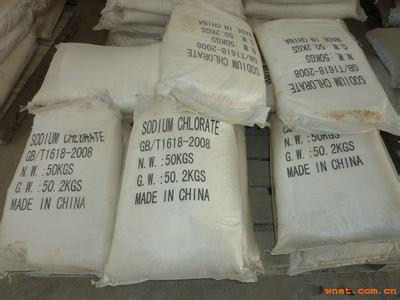 MADE IN CHINA
G.W.:50.2KGS
N.W.:50KGS
GB/T1618-2008
SODIUM CHLORATE
G.W.:50.2KGS
N.W.:50KGS
GB/T1618-2008
SODIUM CHLORATE
SODIUM CHLORATE
GB/T1618-2008
N.W.:50KGS
G.W.:50.2KGS
MADE IN CHINA
SODIUM CHLORATE
GB/T1618-2008
N.W.:50KGS
G.W.:50.2KGS
MADE IN CHINA
wnet.com.cn